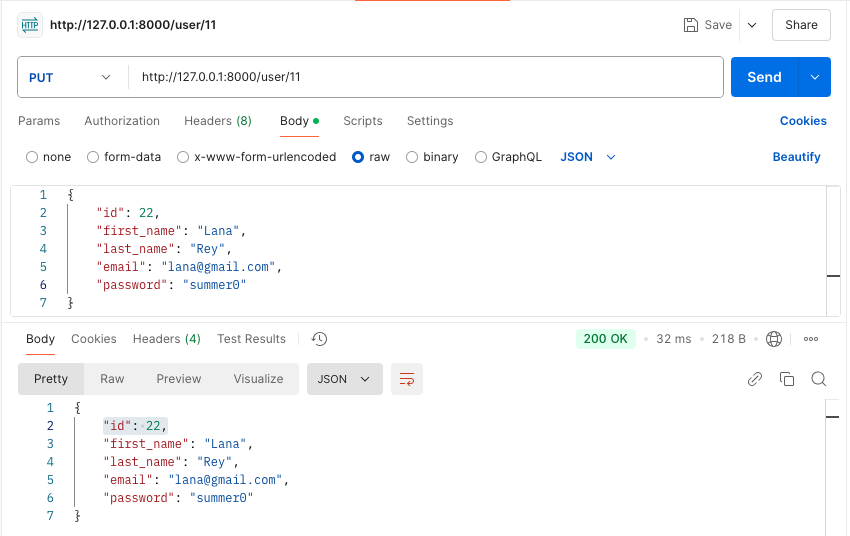 HTTP http://127.0.0.1:8000/user/11 Save Share
PUT http://127.0.0.1:8000/user/11 Send
Params Authorization Headers (8) Body Scripts Settings Cookies
none form-data x-www-form-urlencoded raw binary GraphQL JSON Beautify
1 {
2 "id": 22,
3 "first_name": "Lana",
4 "last_name": "Rey",
5 "email": "lana@gmail.com",
6 "password": "summer0"
7 }
Body Cookies Headers (4) Test Results 200 OK • 32 ms • 218 B •
Pretty Raw Preview Visualize JSON
1 {
2 "id": 22,
3 "first_name": "Lana",
4 "last_name": "Rey",
5 "email": "lana@gmail.com",
6 "password": "summer0"
7 }